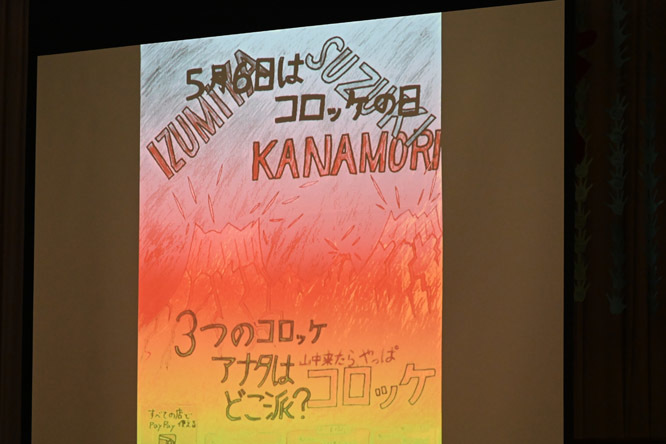 5月6日は
コロッケの日
IZUMIYA
SUZUKI
KANAMORI
3つのコロッケ
アナタは
どこ派?
山中来たらやっぱ
コロッケ
すべての店で
PayPay使える